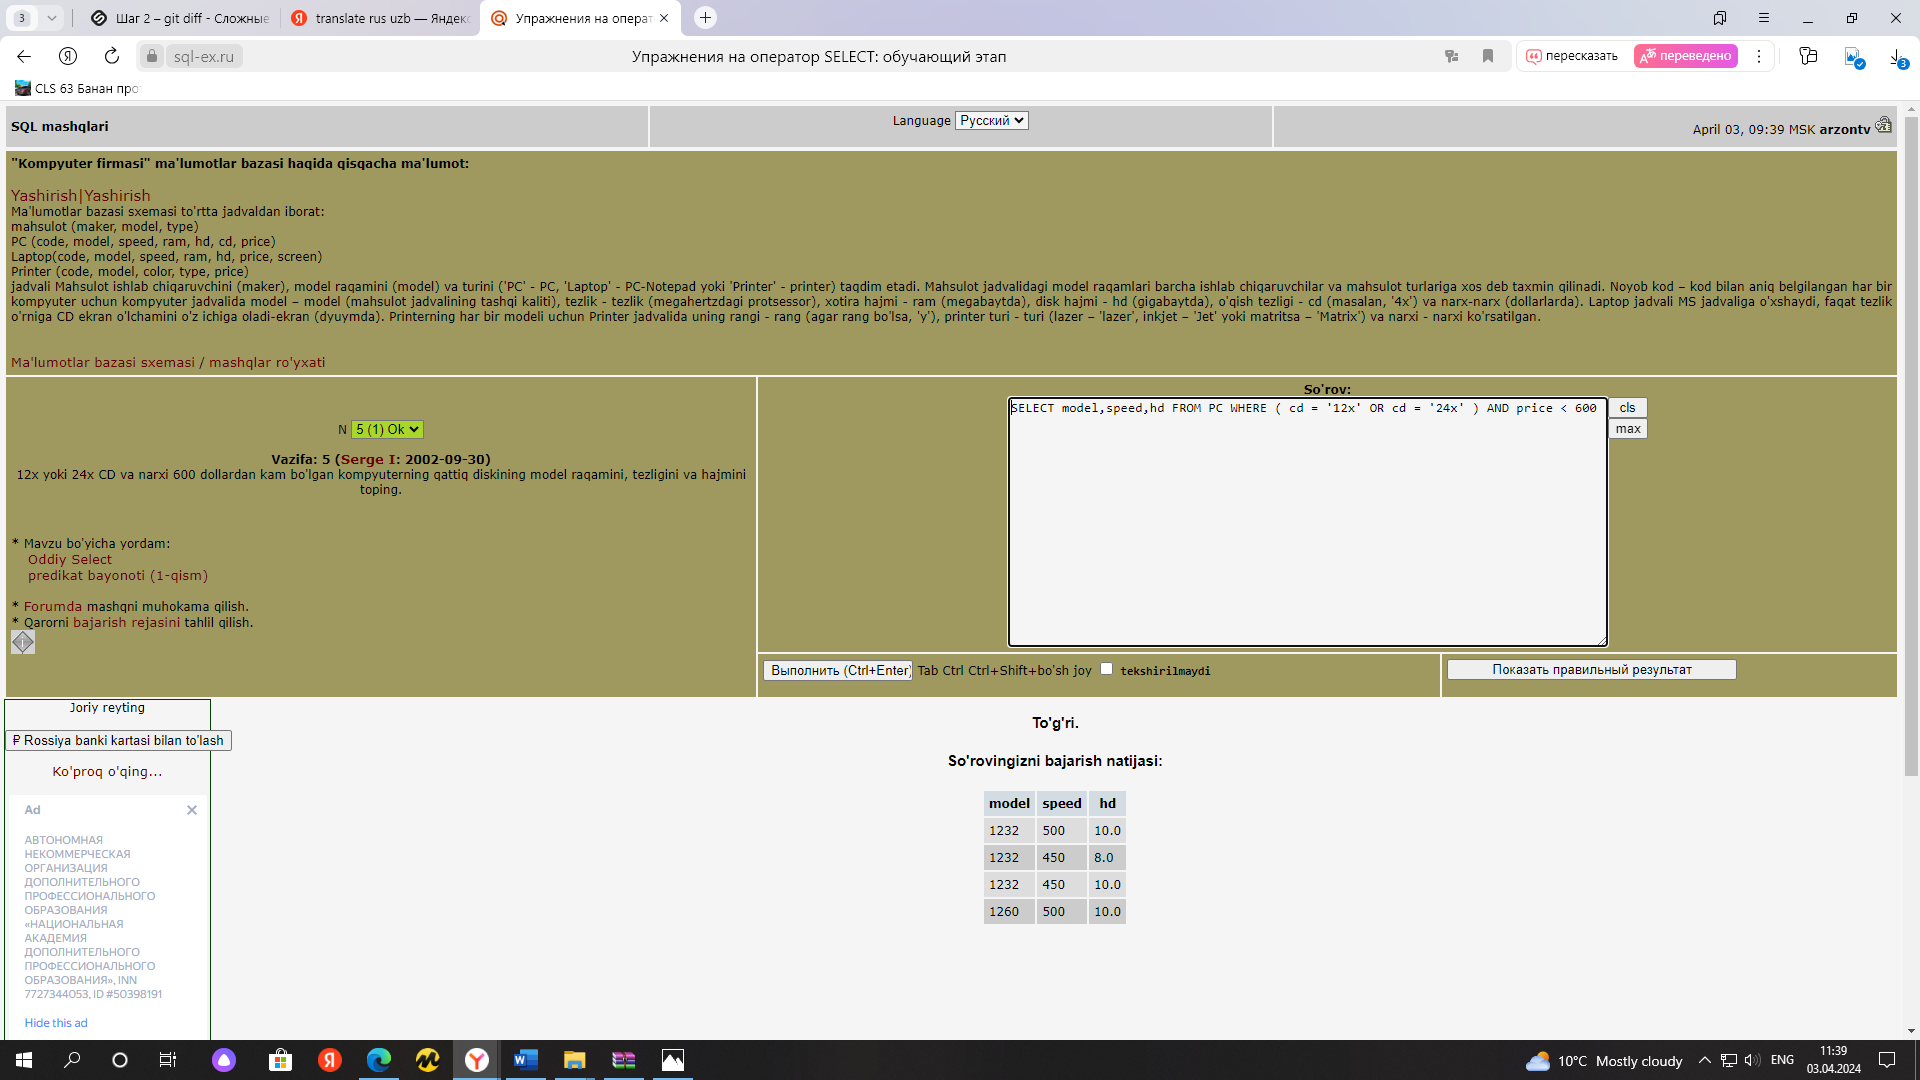 3
Шаг 2 – git diff - Сложные
translate rus uzb — Яндекс
Упражнения на операт
sql-ex.ru
Упражнения на оператор SELECT: обучающий этап
пересказать
переведено
3
CLS 63 Банан прот
SQL mashqlari
Language Русский
April 03, 09:39 MSK arzontv
"Kompyuter firmasi" ma'lumotlar bazasi haqida qisqacha ma'lumot:
Yashirish|Yashirish
Ma'lumotlar bazasi sxemasi to'rtta jadvaldan iborat:
mahsulot (maker, model, type)
PC (code, model, speed, ram, hd, cd, price)
Laptop(code, model, speed, ram, hd, price, screen)
Printer (code, model, color, type, price)
jadvali Mahsulot ishlab chiqaruvchini (maker), model raqamini (model) va turini ('PC' - PC, 'Laptop' - PC-Notepad yoki 'Printer' - printer) taqdim etadi. Mahsulot jadvalidagi model raqamlari barcha ishlab chiqaruvchilar va mahsulot turlariga xos deb taxmin qilinadi. Noyob kod – kod bilan aniq belgilangan har bir
kompyuter uchun kompyuter jadvalida model – model (mahsulot jadvalining tashqi kaliti), tezlik - tezlik (megahertzdagi protsessor), xotira hajmi - ram (megabaytda), disk hajmi - hd (gigabaytda), o'qish tezligi - cd (masalan, '4x') va narx-narx (dollarlarda). Laptop jadvali MS jadvaliga o'xshaydi, faqat tezlik
o'rniga CD ekran o'lchamini o'z ichiga oladi-ekran (dyuymda). Printerning har bir modeli uchun Printer jadvalida uning rangi - rang (agar rang bo'lsa, 'y'), printer turi - turi (lazer – 'lazer', inkjet – 'Jet' yoki matritsa – 'Matrix') va narxi - narxi ko'rsatilgan.
Ma'lumotlar bazasi sxemasi / mashqlar ro'yxati
N 5 (1) Ok
Vazifa: 5 (Serge I: 2002-09-30)
12x yoki 24x CD va narxi 600 dollardan kam bo'lgan kompyuterning qattiq diskining model raqamini, tezligini va hajmini
toping.
* Mavzu bo'yicha yordam:
Oddiy Select
predikat bayonoti (1-qism)
* Forumda mashqni muhokama qilish.
* Qarorni bajarish rejasini tahlil qilish.
So'rov:
SELECT model,speed,hd FROM PC WHERE ( cd = '12x' OR cd = '24x' ) AND price < 600
cls
max
Выполнить (Ctrl+Enter) Tab Ctrl Ctrl+Shift+bo'sh joy tekshirilmaydi
Показать правильный результат
Joriy reyting
₽ Rossiya banki kartasi bilan to'lash
Ko'proq o'qing...
Ad
АВТОНОМНАЯ
НЕКОММЕРЧЕСКАЯ
ОРГАНИЗАЦИЯ
ДОПОЛНИТЕЛЬНОГО
ПРОФЕССИОНАЛЬНОГО
ОБРАЗОВАНИЯ
«НАЦИОНАЛЬНАЯ
АКАДЕМИЯ
ДОПОЛНИТЕЛЬНОГО
ПРОФЕССИОНАЛЬНОГО
ОБРАЗОВАНИЯ», INN
7727344053, ID #50398191
Hide this ad
To'g'ri.
So'rovingizni bajarish natijasi:
model speed hd
1232 500 10.0
1232 450 8.0
1232 450 10.0
1260 500 10.0
10°C Mostly cloudy
ENG
11:39
03.04.2024